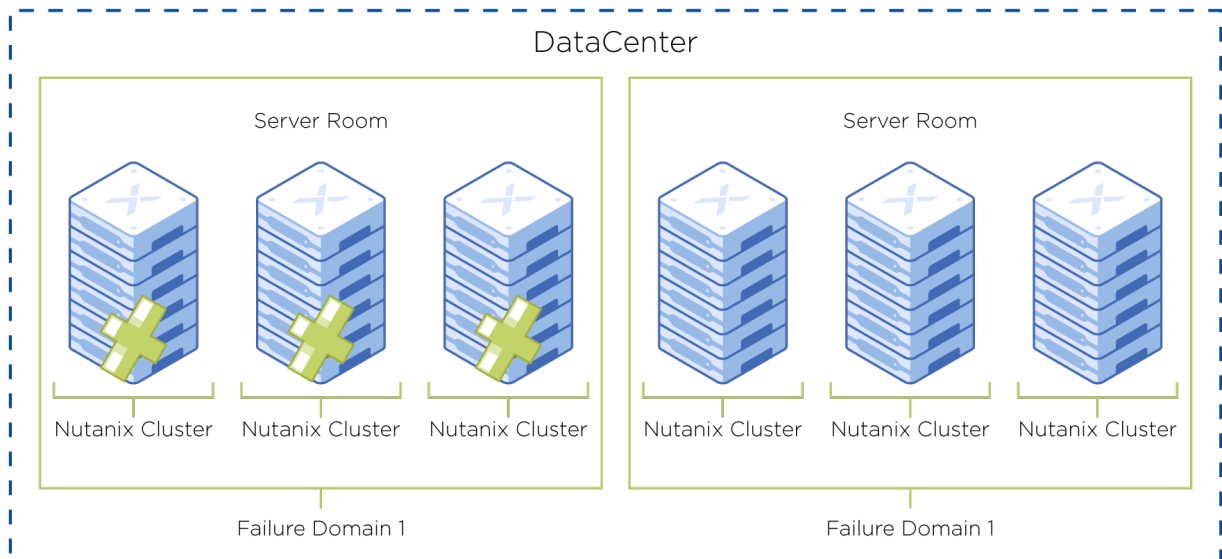 DataCenter
Server Room
Nutanix Cluster
Nutanix Cluster
Nutanix Cluster
Failure Domain 1
Server Room
Nutanix Cluster
Nutanix Cluster
Nutanix Cluster
Failure Domain 1